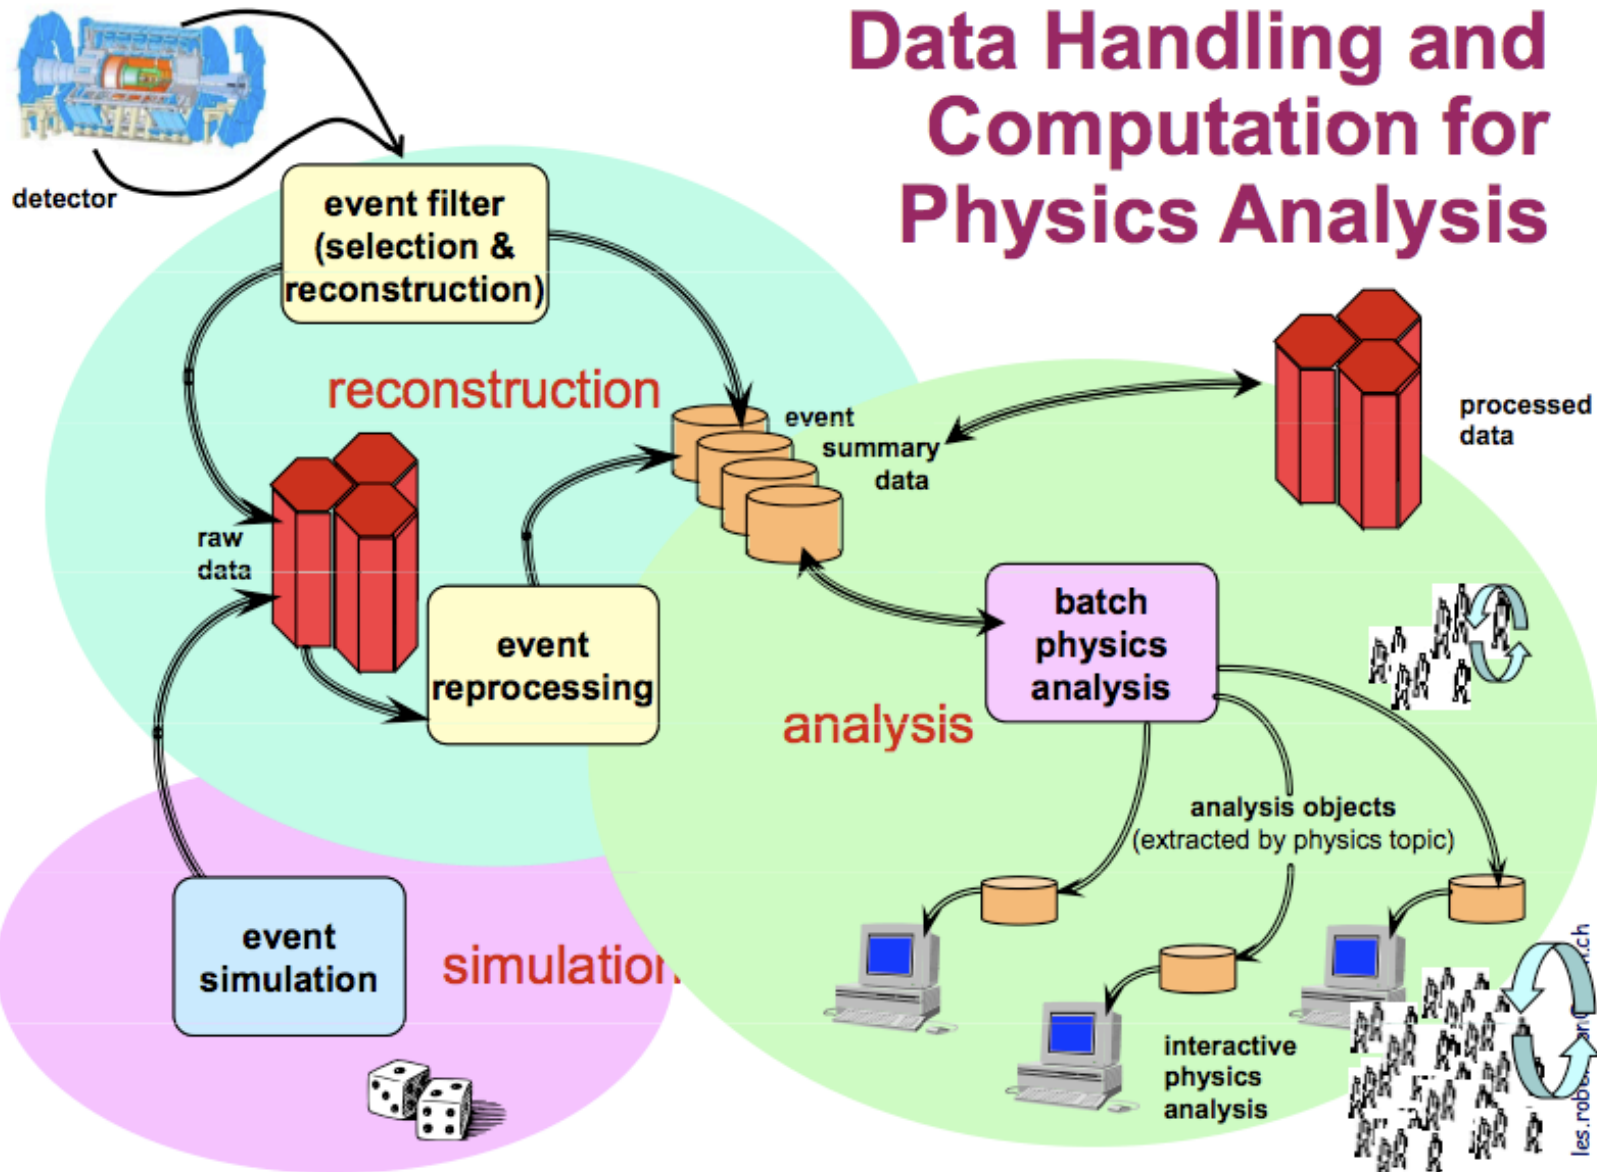 Data Handling and
Computation for
Physics Analysis
detector
event filter
(selection &
reconstruction)
reconstruction
event
summary
data
processed
data
raw
data
event
reprocessing
batch
physics
analysis
analysis
analysis objects
(extracted by physics topic)
event
simulation
simulation
interactive
physics
analysis